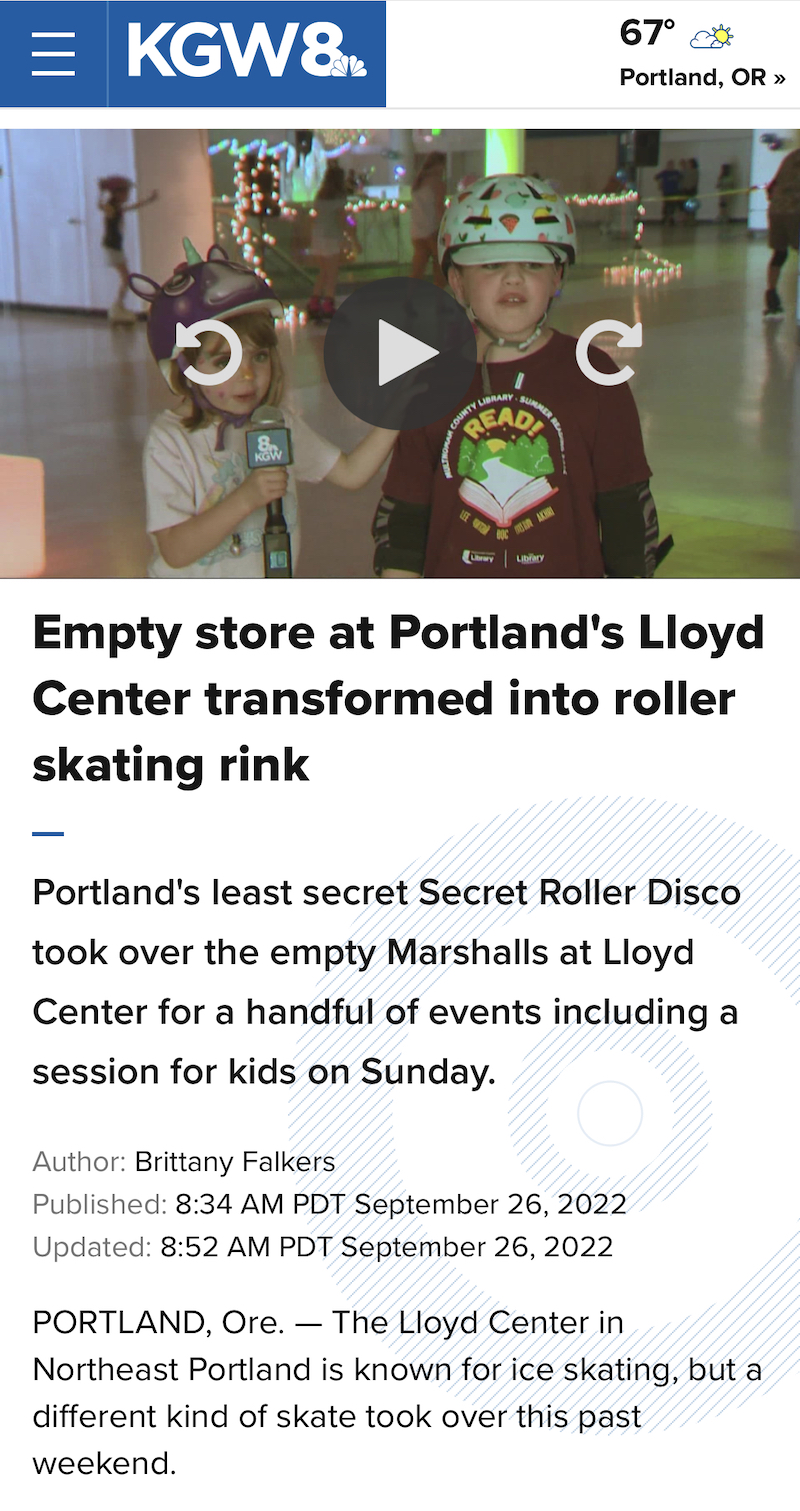 KGW8
67°
Portland, OR »
8
KGW
MULTNOMAH COUNTY LIBRARY · SUMMER
READ!
Library
Library
Empty store at Portland's Lloyd
Center transformed into roller
skating rink
Portland's least secret Secret Roller Disco
took over the empty Marshalls at Lloyd
Center for a handful of events including a
session for kids on Sunday.
Author: Brittany Falkers
Published: 8:34 AM PDT September 26, 2022
Updated: 8:52 AM PDT September 26, 2022
PORTLAND, Ore. — The Lloyd Center in
Northeast Portland is known for ice skating, but a
different kind of skate took over this past
weekend.